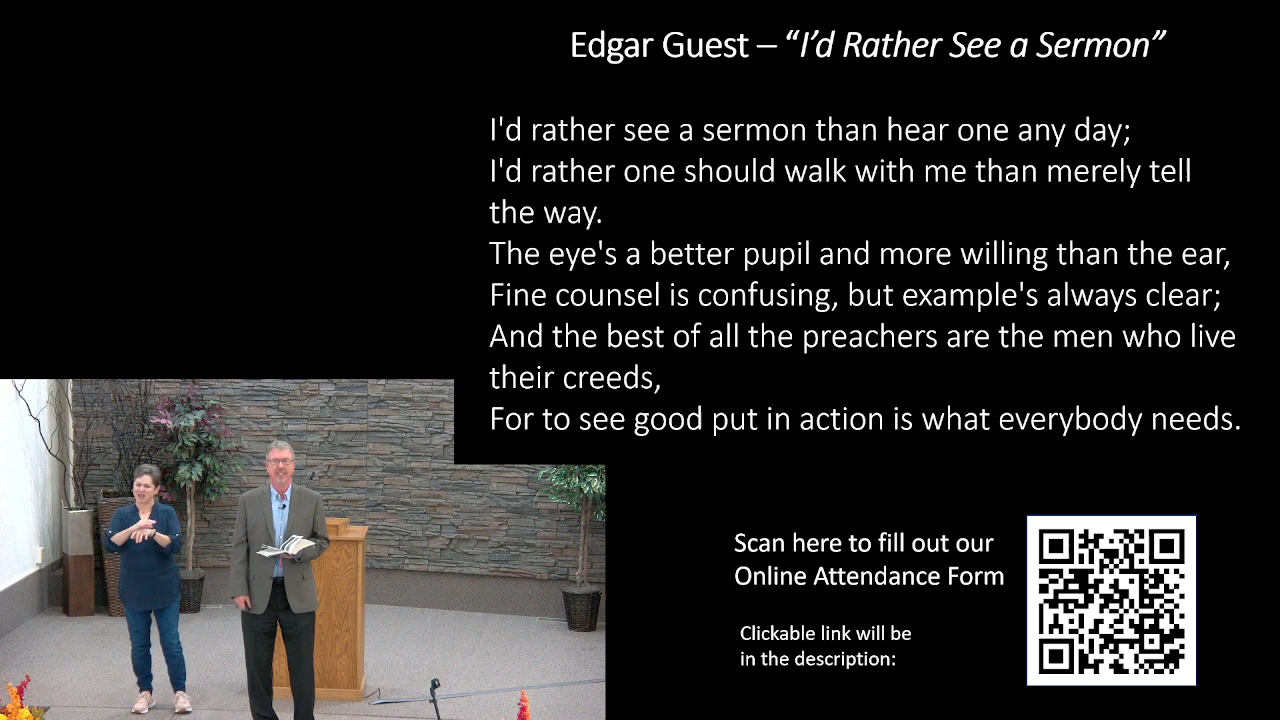 Edgar Guest – “I’d Rather See a Sermon”
I'd rather see a sermon than hear one any day;
I'd rather one should walk with me than merely tell
the way.
The eye's a better pupil and more willing than the ear,
Fine counsel is confusing, but example's always clear;
And the best of all the preachers are the men who live
their creeds,
For to see good put in action is what everybody needs.
Scan here to fill out our
Online Attendance Form
Clickable link will be
in the description: